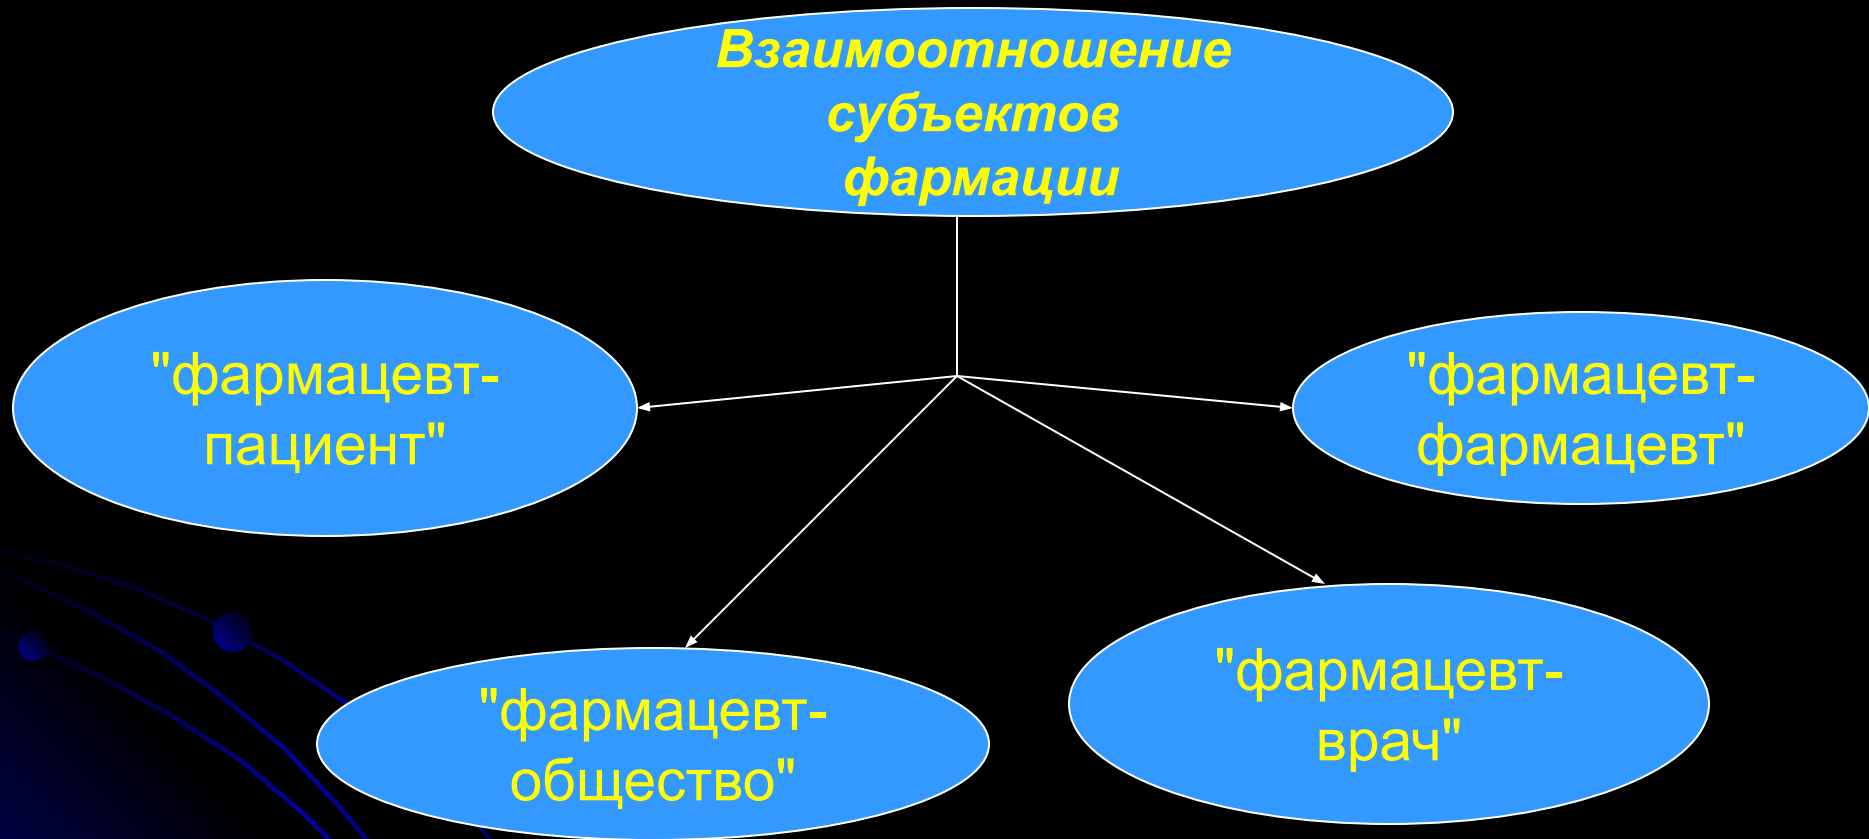 Взаимоотношение
субъектов
фармации
"фармацевт-
пациент"
"фармацевт-
фармацевт"
"фармацевт-
общество"
"фармацевт-
врач"